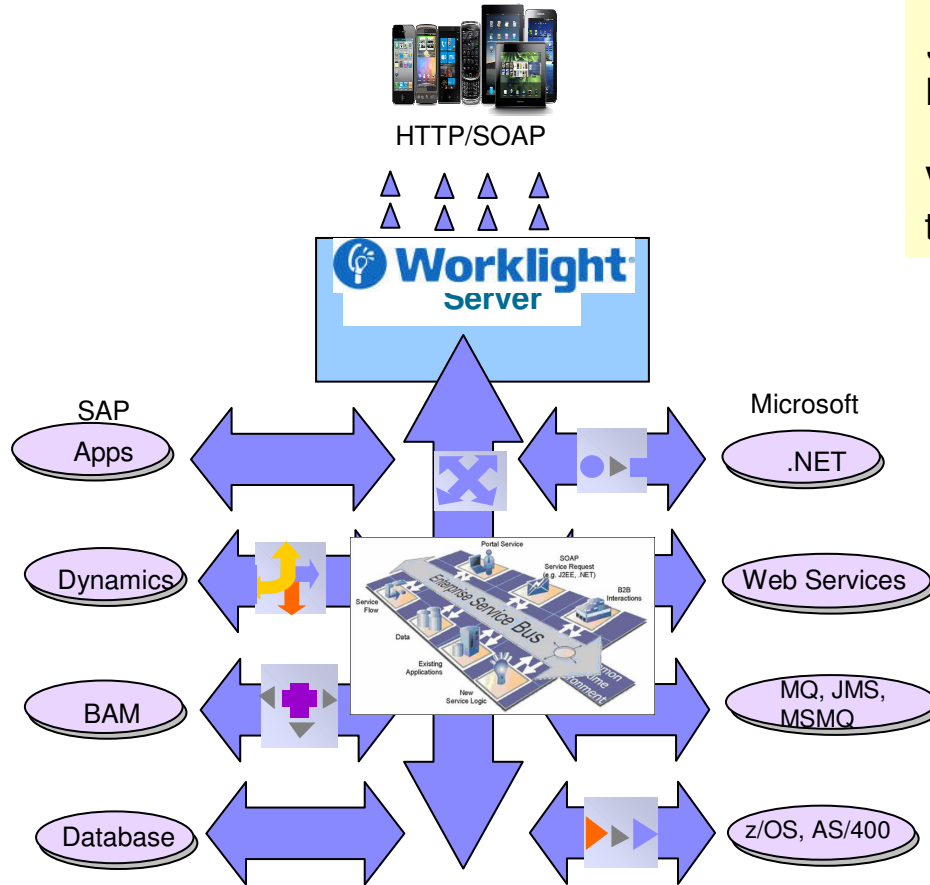 HTTP/SOAP
Worklight
Server
SAP
Apps
Microsoft
.NET
Dynamics
Web Services
BAM
MQ, JMS,
MSMQ
Database
z/OS, AS/400
Portal Service
SOAP
Service Request
(e.g. J2EE, .NET)
B2B
Interactions
Enterprise Service Bus
Service
Flow
Data
Existing
Applications
New
Service Logic